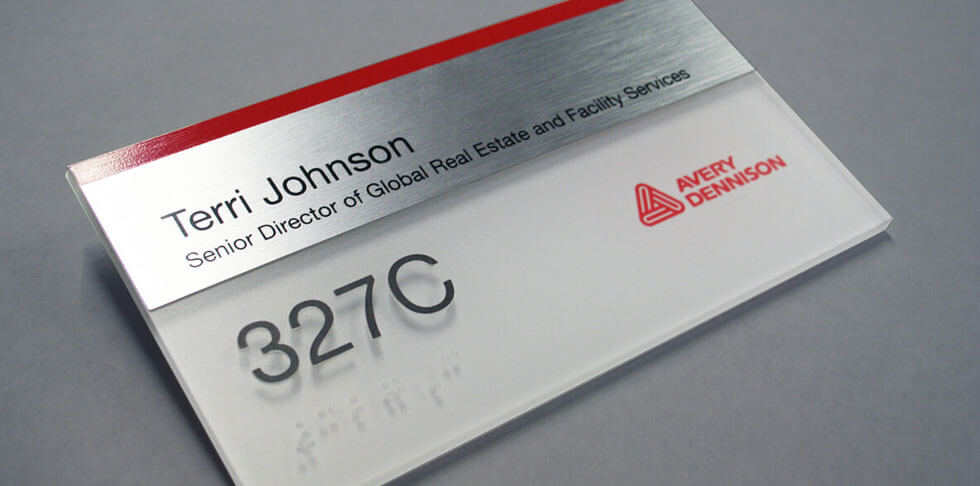 Terri Johnson
Senior Director of Global Real Estate and Facility Services
AVERY
DENNISON
327C